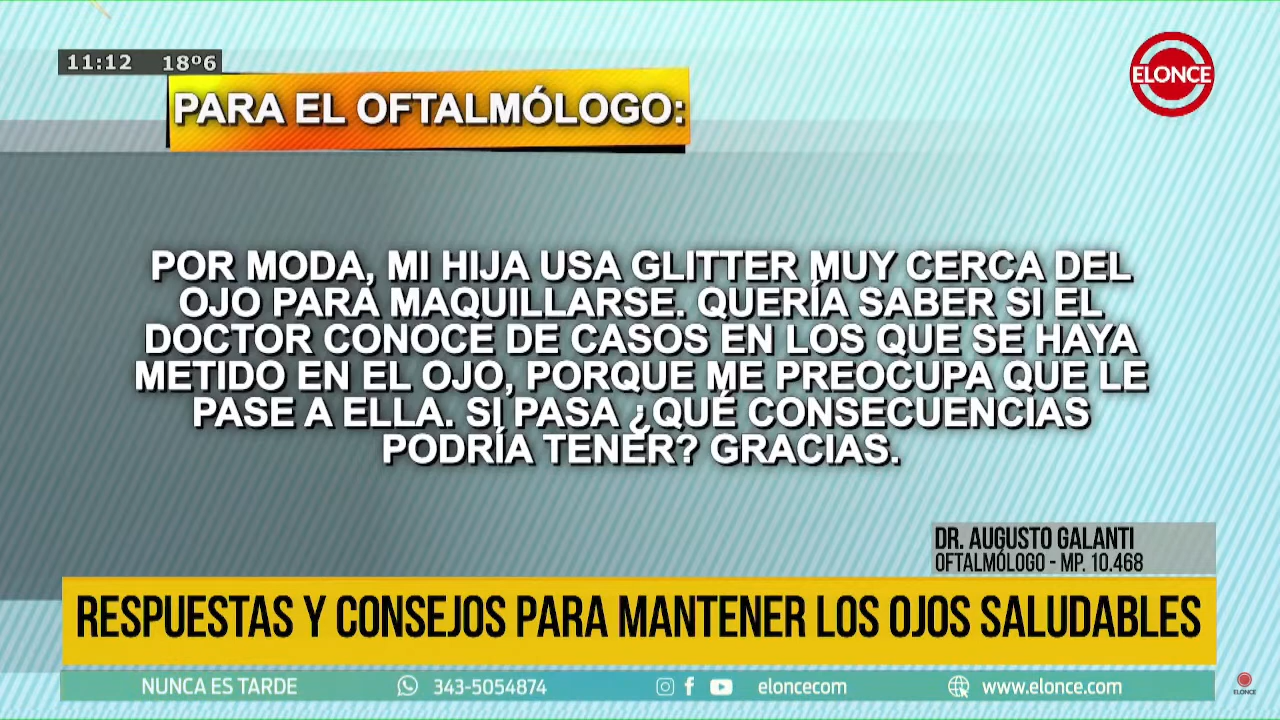 11:12 18º6
ELONCE
PARA EL OFTALMÓLOGO:
POR MODA, MI HIJA USA GLITTER MUY CERCA DEL
OJO PARA MAQUILLARSE. QUERÍA SABER SI EL
DOCTOR CONOCE DE CASOS EN LOS QUE SE HAYA
METIDO EN EL OJO, PORQUE ME PREOCUPA QUE LE
PASE A ELLA. SI PASA ¿QUÉ CONSECUENCIAS
PODRÍA TENER? GRACIAS.
DR. AUGUSTO GALANTI
OFTALMÓLOGO - MP. 10.468
RESPUESTAS Y CONSEJOS PARA MANTENER LOS OJOS SALUDABLES
NUNCA ES TARDE 343-5054874 eloncecom www.elonce.com
ELONCE